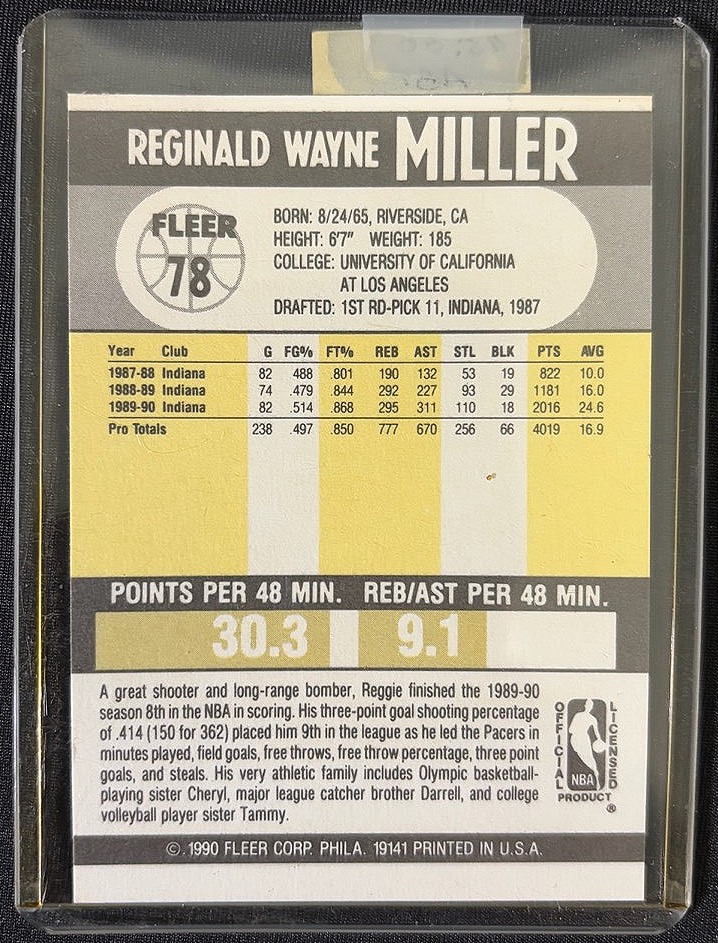 REGINALD WAYNE MILLER
FLEER
78
BORN: 8/24/65, RIVERSIDE, CA
HEIGHT: 6'7" WEIGHT: 185
COLLEGE: UNIVERSITY OF CALIFORNIA
AT LOS ANGELES
DRAFTED: 1ST RD-PICK 11, INDIANA, 1987
Year Club G FG% FT% REB AST STL BLK PTS AVG
1987-88 Indiana 82 .488 .801 190 132 53 19 822 10.0
1988-89 Indiana 74 .479 .844 292 227 93 29 1181 16.0
1989-90 Indiana 82 .514 .868 295 311 110 18 2016 24.6
Pro Totals 238 .497 .850 777 670 256 66 4019 16.9
POINTS PER 48 MIN. REB/AST PER 48 MIN.
30.3 9.1
A great shooter and long-range bomber, Reggie finished the 1989-90
season 8th in the NBA in scoring. His three-point goal shooting percentage
of .414 (150 for 362) placed him 9th in the league as he led the Pacers in
minutes played, field goals, free throws, free throw percentage, three point
goals, and steals. His very athletic family includes Olympic basketball-
playing sister Cheryl, major league catcher brother Darrell, and college
volleyball player sister Tammy.
OFFICIAL LICENSED
NBA
PRODUCT
®
©. 1990 FLEER CORP. PHILA. 19141 PRINTED IN U.S.A.